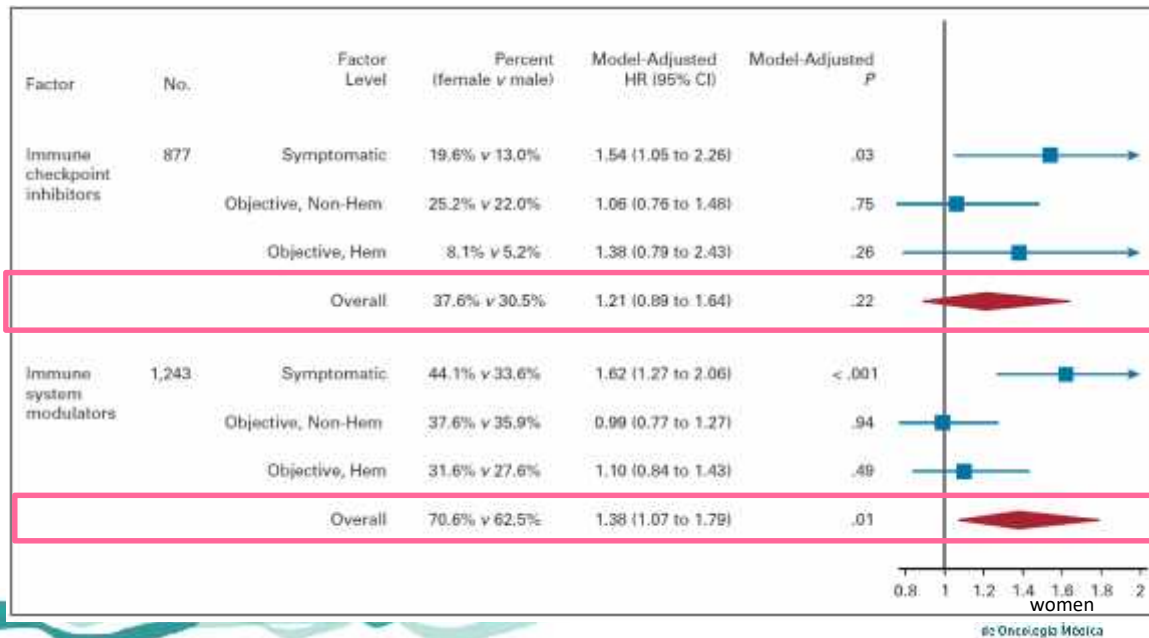 Factor No. Factor Level Percent (female v male) Model-Adjusted HR (95% CI) Model-Adjusted P
Immune checkpoint inhibitors 877 Symptomatic 19.6% v 13.0% 1.54 (1.05 to 2.26) .03
Objective, Non-Hem 25.2% v 22.0% 1.06 (0.76 to 1.48) .75
Objective, Hem 8.1% v 5.2% 1.38 (0.79 to 2.43) .26
Overall 37.6% v 30.5% 1.21 (0.89 to 1.64) .22
Immune system modulators 1,243 Symptomatic 44.1% v 33.6% 1.62 (1.27 to 2.06) < .001
Objective, Non-Hem 37.6% v 35.9% 0.99 (0.77 to 1.27) .94
Objective, Hem 31.6% v 27.6% 1.10 (0.84 to 1.43) .49
Overall 70.6% v 62.5% 1.38 (1.07 to 1.79) .01
0.8 1 1.2 1.4 1.6 1.8 2
women
de Oncología Médica